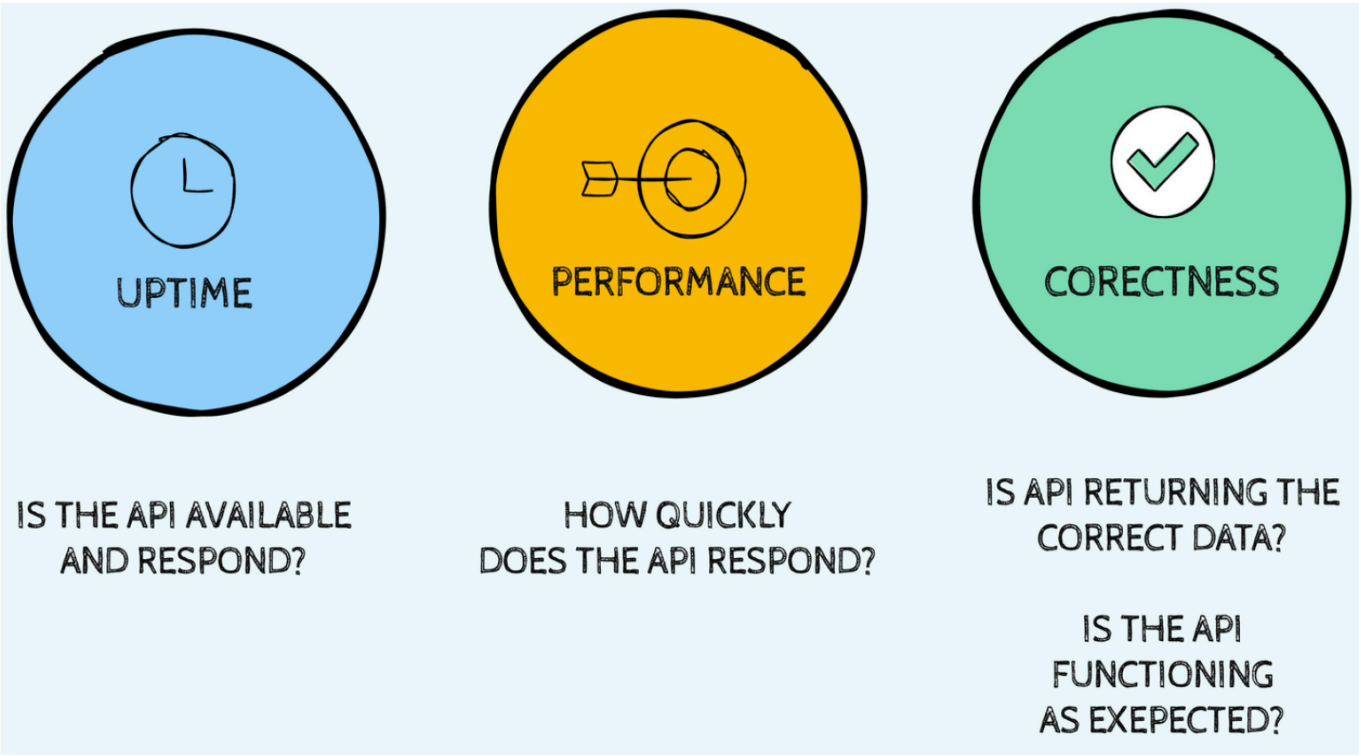 UPTIME
PERFORMANCE
CORECTNESS
IS THE API AVAILABLE
AND RESPOND?
HOW QUICKLY
DOES THE API RESPOND?
IS API RETURNING THE
CORRECT DATA?
IS THE API
FUNCTIONING
AS EXEPECTED?